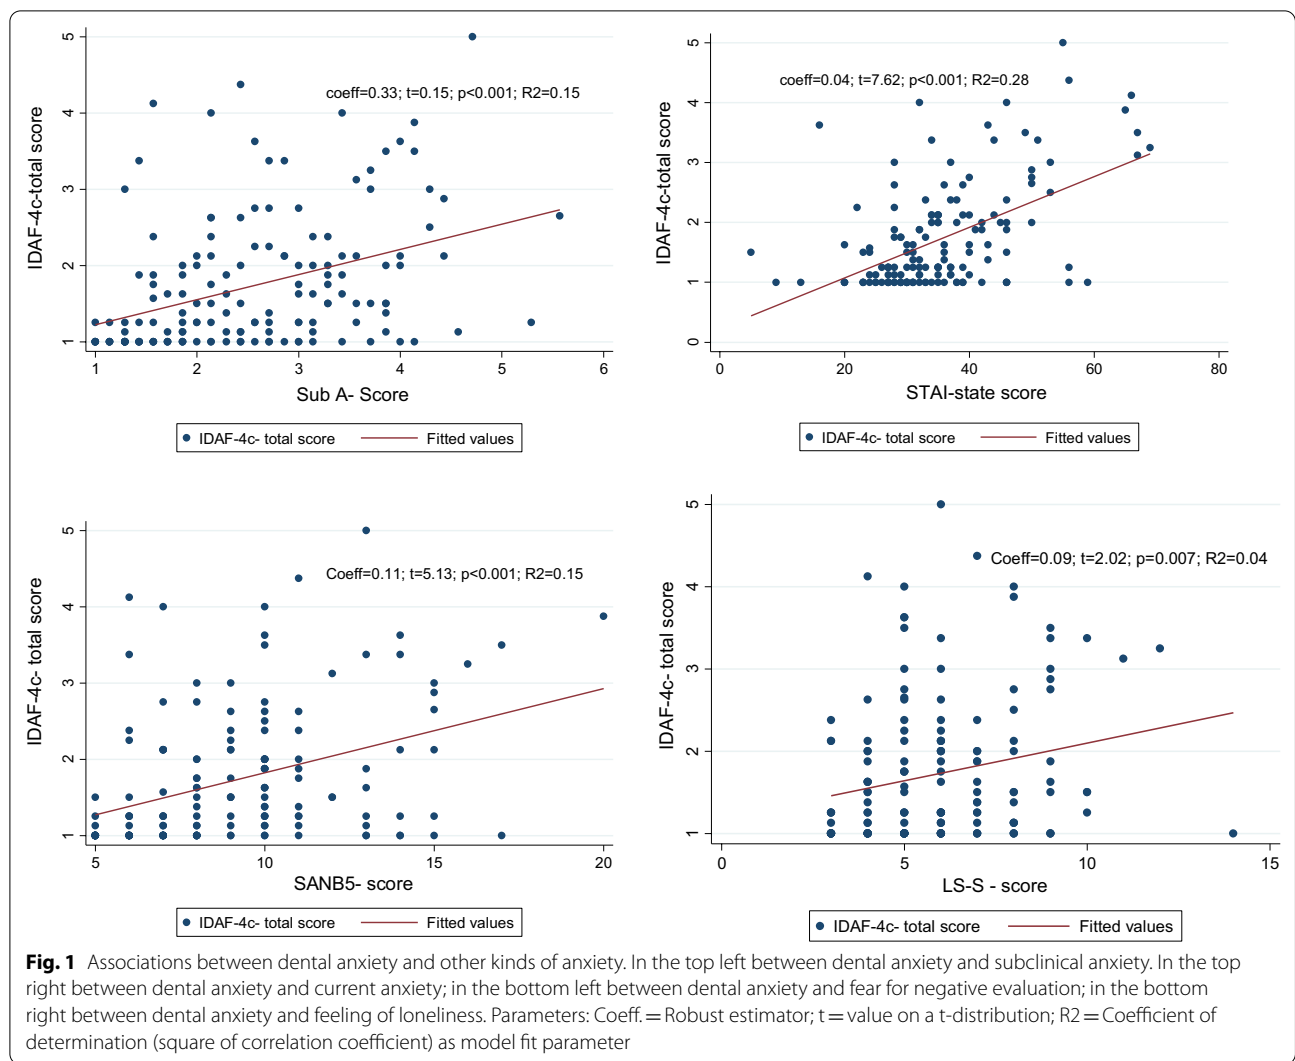 coeff=0.33; t=0.15; p<0.001; R2=0.15
IDAF-4c-total score
5
4
3
2
1
1 2 3 4 5 6
Sub A- Score
IDAF-4c- total score Fitted values
coeff=0.04; t=7.62; p<0.001; R2=0.28
IDAF-4c-total score
5
4
3
2
1
0
0 20 40 60 80
STAI-state score
IDAF-4c- total score Fitted values
Coeff=0.11; t=5.13; p<0.001; R2=0.15
IDAF-4c- total score
5
4
3
2
1
5 10 15 20
SANB5- score
IDAF-4c- total score Fitted values
Coeff=0.09; t=2.02; p=0.007; R2=0.04
IDAF-4c- total score
5
4
3
2
1
0 5 10 15
LS-S - score
IDAF-4c- total score Fitted values
Fig. 1 Associations between dental anxiety and other kinds of anxiety. In the top left between dental anxiety and subclinical anxiety. In the top
right between dental anxiety and current anxiety; in the bottom left between dental anxiety and fear for negative evaluation; in the bottom
right between dental anxiety and feeling of loneliness. Parameters: Coeff. = Robust estimator; t = value on a t-distribution; R2 = Coefficient of
determination (square of correlation coefficient) as model fit parameter